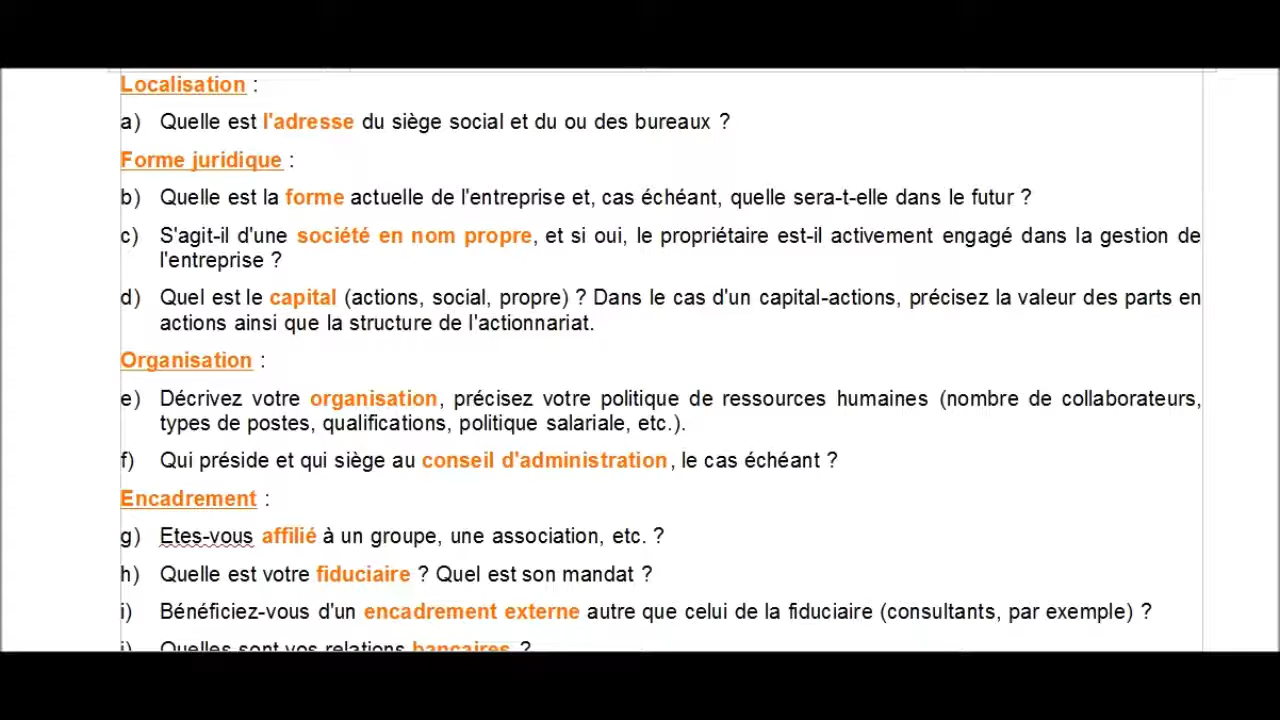 Localisation :
a) Quelle est l'adresse du siège social et du ou des bureaux ?
Forme juridique :
b) Quelle est la forme actuelle de l'entreprise et, cas échéant, quelle sera-t-elle dans le futur ?
c) S'agit-il d'une société en nom propre, et si oui, le propriétaire est-il activement engagé dans la gestion de
l'entreprise ?
d) Quel est le capital (actions, social, propre) ? Dans le cas d'un capital-actions, précisez la valeur des parts en
actions ainsi que la structure de l'actionnariat.
Organisation :
e) Décrivez votre organisation, précisez votre politique de ressources humaines (nombre de collaborateurs,
types de postes, qualifications, politique salariale, etc.).
f) Qui préside et qui siège au conseil d'administration, le cas échéant ?
Encadrement :
g) Etes-vous affilié à un groupe, une association, etc. ?
h) Quelle est votre fiduciaire ? Quel est son mandat ?
i) Bénéficiez-vous d'un encadrement externe autre que celui de la fiduciaire (consultants, par exemple) ?
j) Quelles sont vos relations bancaires ?